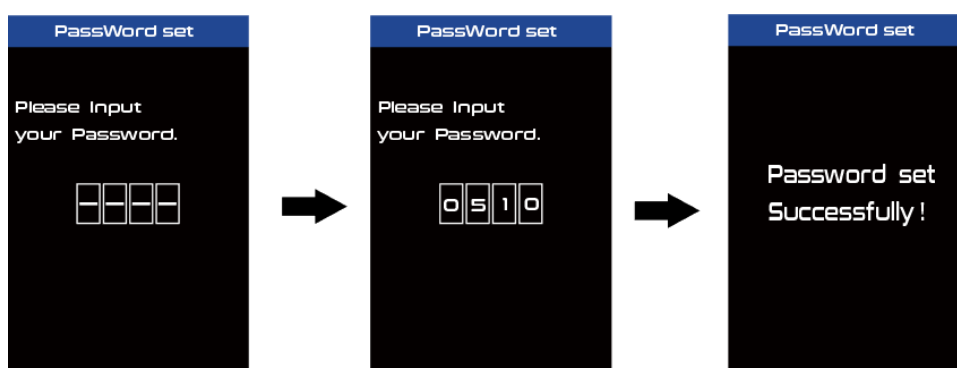 PassWord set
Please Input
your Password.
----
PassWord set
Please Input
your Password.
0510
PassWord set
Password set
Successfully!